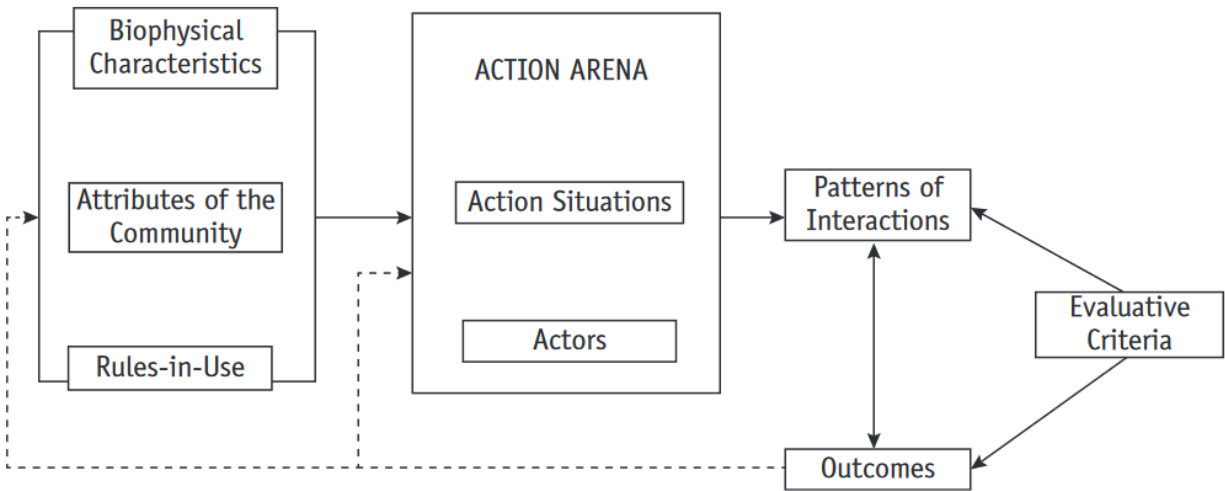 Biophysical
Characteristics
Attributes of the
Community
Rules-in-Use
ACTION ARENA
Action Situations
Actors
Patterns of
Interactions
Outcomes
Evaluative
Criteria